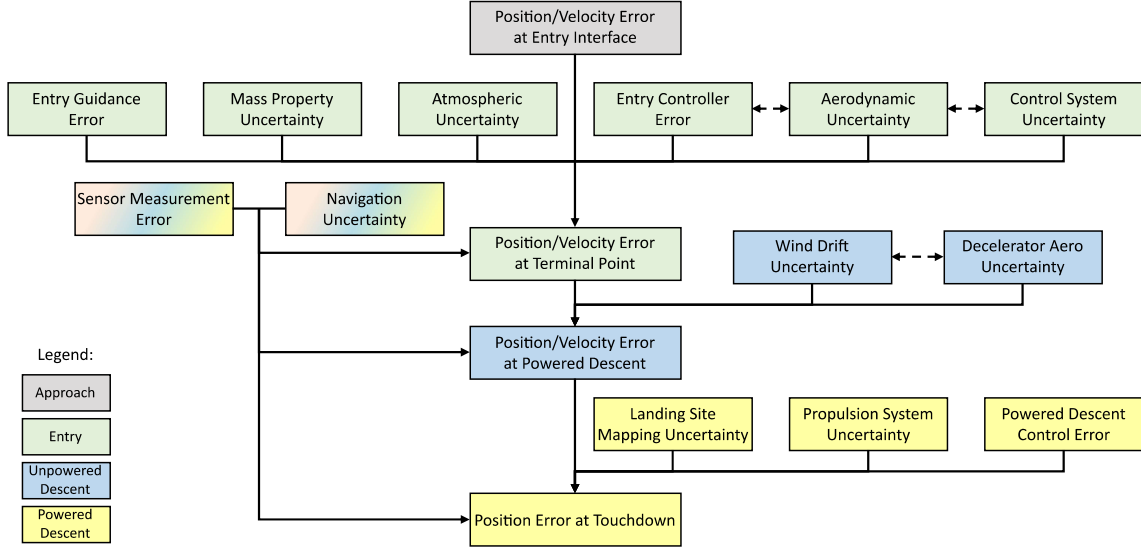 Position/Velocity Error
at Entry Interface
Entry Guidance
Error
Mass Property
Uncertainty
Atmospheric
Uncertainty
Entry Controller
Error
Aerodynamic
Uncertainty
Control System
Uncertainty
Sensor Measurement
Error
Navigation
Uncertainty
Position/Velocity Error
at Terminal Point
Wind Drift
Uncertainty
Decelerator Aero
Uncertainty
Position/Velocity Error
at Powered Descent
Legend:
Approach
Entry
Unpowered
Descent
Powered
Descent
Landing Site
Mapping Uncertainty
Propulsion System
Uncertainty
Powered Descent
Control Error
Position Error at Touchdown